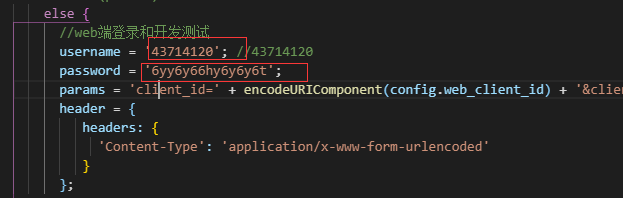 else {
//web端登录和开发测试
username = '43714120'; //43714120
password = '6yy6y66hy6y6y6t';
params = 'client_id=' + encodeURIComponent(config.web_client_id) + '&clie
header = {
headers: {
'Content-Type': 'application/x-www-form-urlencoded'
}
};